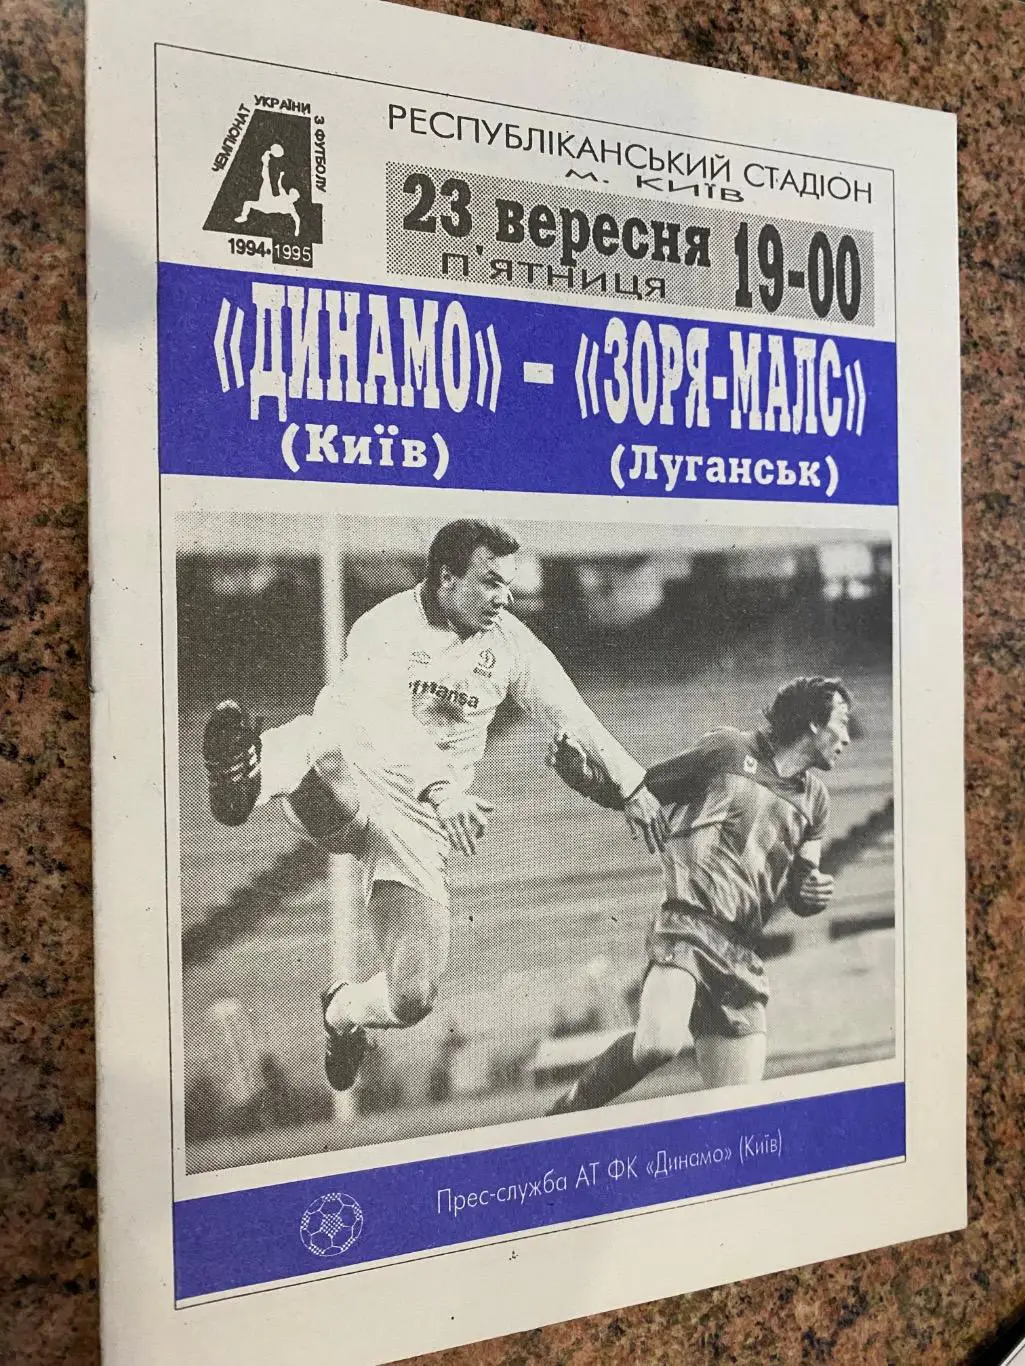 ЧЕМПІОНАТ УКРАЇНИ З ФУТБОЛУ
1994-1995
РЕСПУБЛІКАНСЬКИЙ СТАДІОН
м. КИЇВ
23 вересня 19-00
П'ЯТНИЦЯ
«ДИНАМО» – «ЗОРЯ-МАЛС»
(Київ) (Луганськ)
fthansa
Прес-служба АТ ФК «Динамо» (Київ)